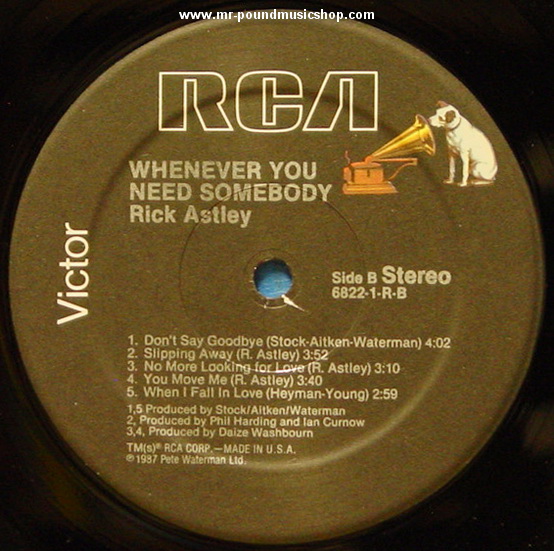 www.mr-poundmusicshop.com
RCA
WHENEVER YOU
NEED SOMEBODY
Rick Astley
Victor
Side B Stereo
6822-1-R-B
1. Don't Say Goodbye (Stock-Aitken-Waterman) 4:02
2. Slipping Away (R. Astley) 3:52
3. No More Looking for Love (R. Astley) 3:10
4. You Move Me (R. Astley) 3:40
5. When I Fall In Love (Heyman-Young) 2:59
1,5 Produced by Stock/Aitken/Waterman
2, Produced by Phil Harding and Ian Curnow
3,4, Produced by Daize Washbourn
TM(s)® RCA CORP.—MADE IN U.S.A.
℗1987 Pete Waterman Ltd.